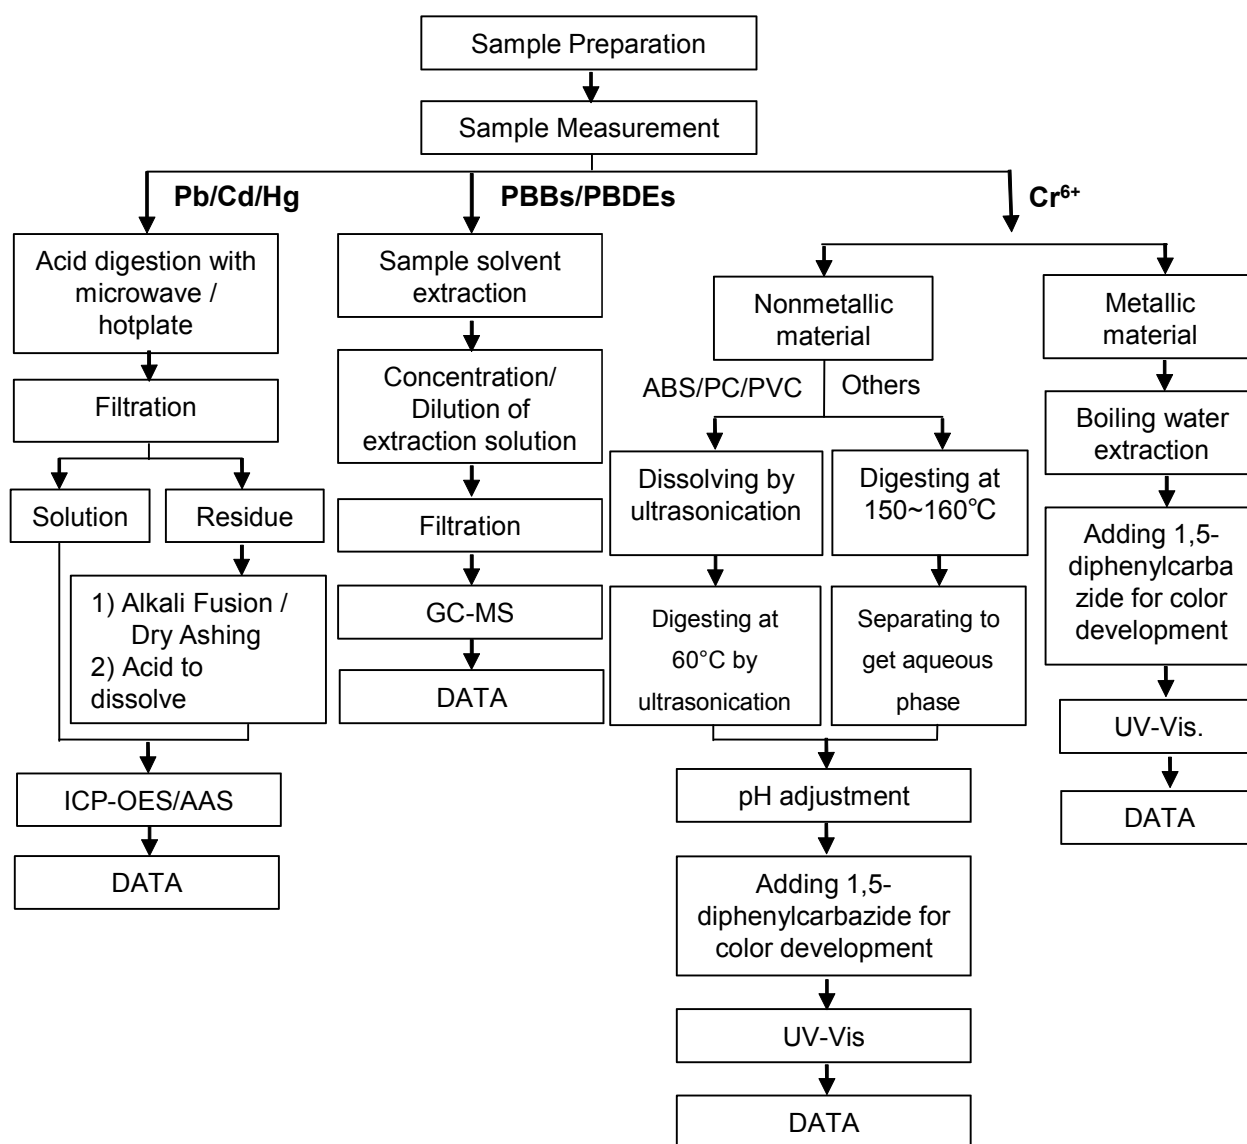 Sample Preparation
Sample Measurement
Pb/Cd/Hg
PBBs/PBDEs
Cr⁶⁺
Acid digestion with
microwave /
hotplate
Filtration
Solution
Residue
1) Alkali Fusion /
Dry Ashing
2) Acid to
dissolve
ICP-OES/AAS
DATA
Sample solvent
extraction
Concentration/
Dilution of
extraction solution
Filtration
GC-MS
DATA
Nonmetallic
material
ABS/PC/PVC
Others
Dissolving by
ultrasonication
Digesting at
60°C by
ultrasonication
Digesting at
150~160℃
Separating to
get aqueous
phase
pH adjustment
Adding 1,5-
diphenylcarbazide for
color development
UV-Vis
DATA
Metallic
material
Boiling water
extraction
Adding 1,5-
diphenylcarba
zide for color
development
UV-Vis.
DATA